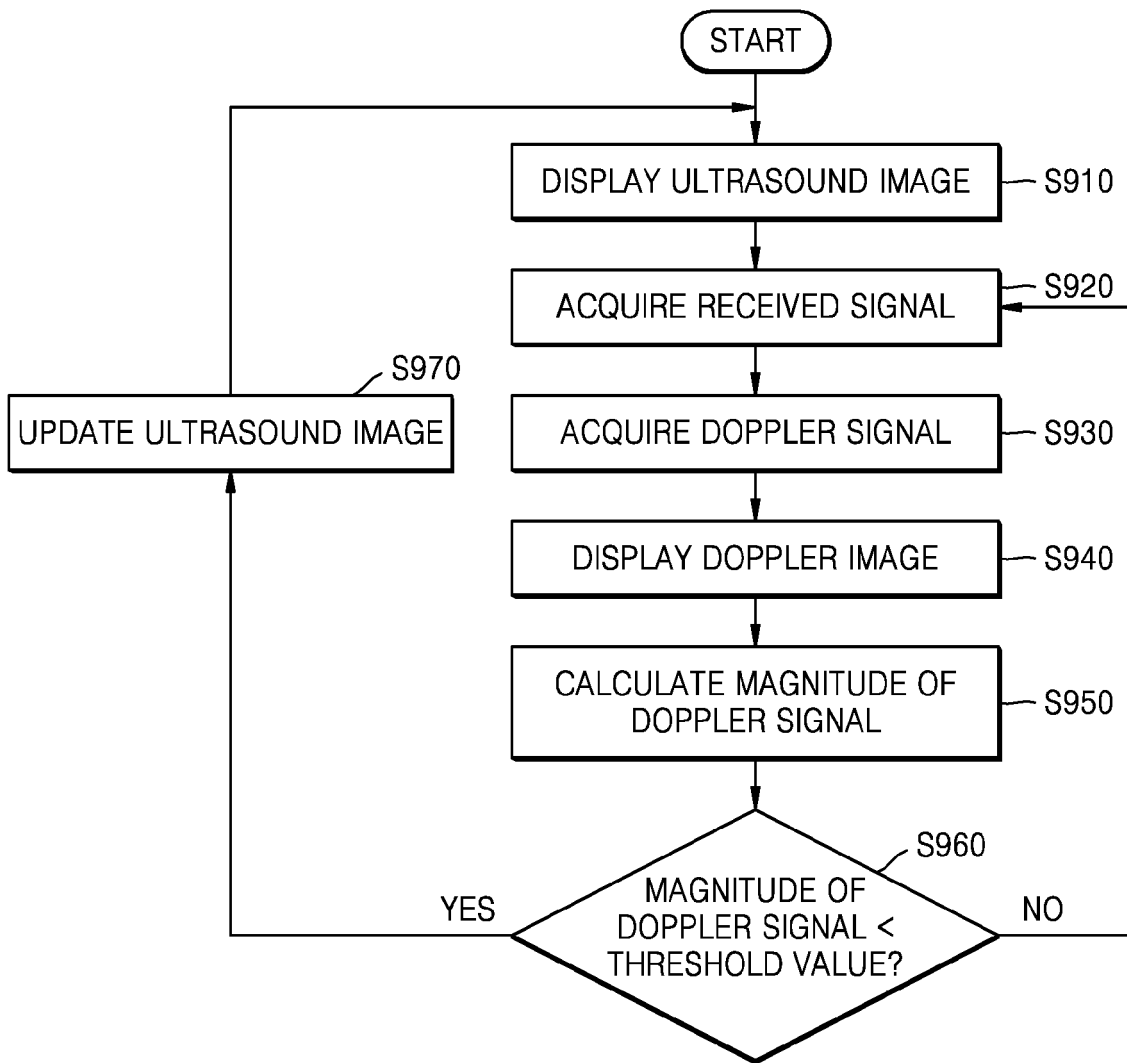 START
DISPLAY ULTRASOUND IMAGE
S910
ACQUIRE RECEIVED SIGNAL
S920
ACQUIRE DOPPLER SIGNAL
S930
DISPLAY DOPPLER IMAGE
S940
CALCULATE MAGNITUDE OF
DOPPLER SIGNAL
S950
MAGNITUDE OF
DOPPLER SIGNAL <
THRESHOLD VALUE?
S960
YES
NO
S970
UPDATE ULTRASOUND IMAGE